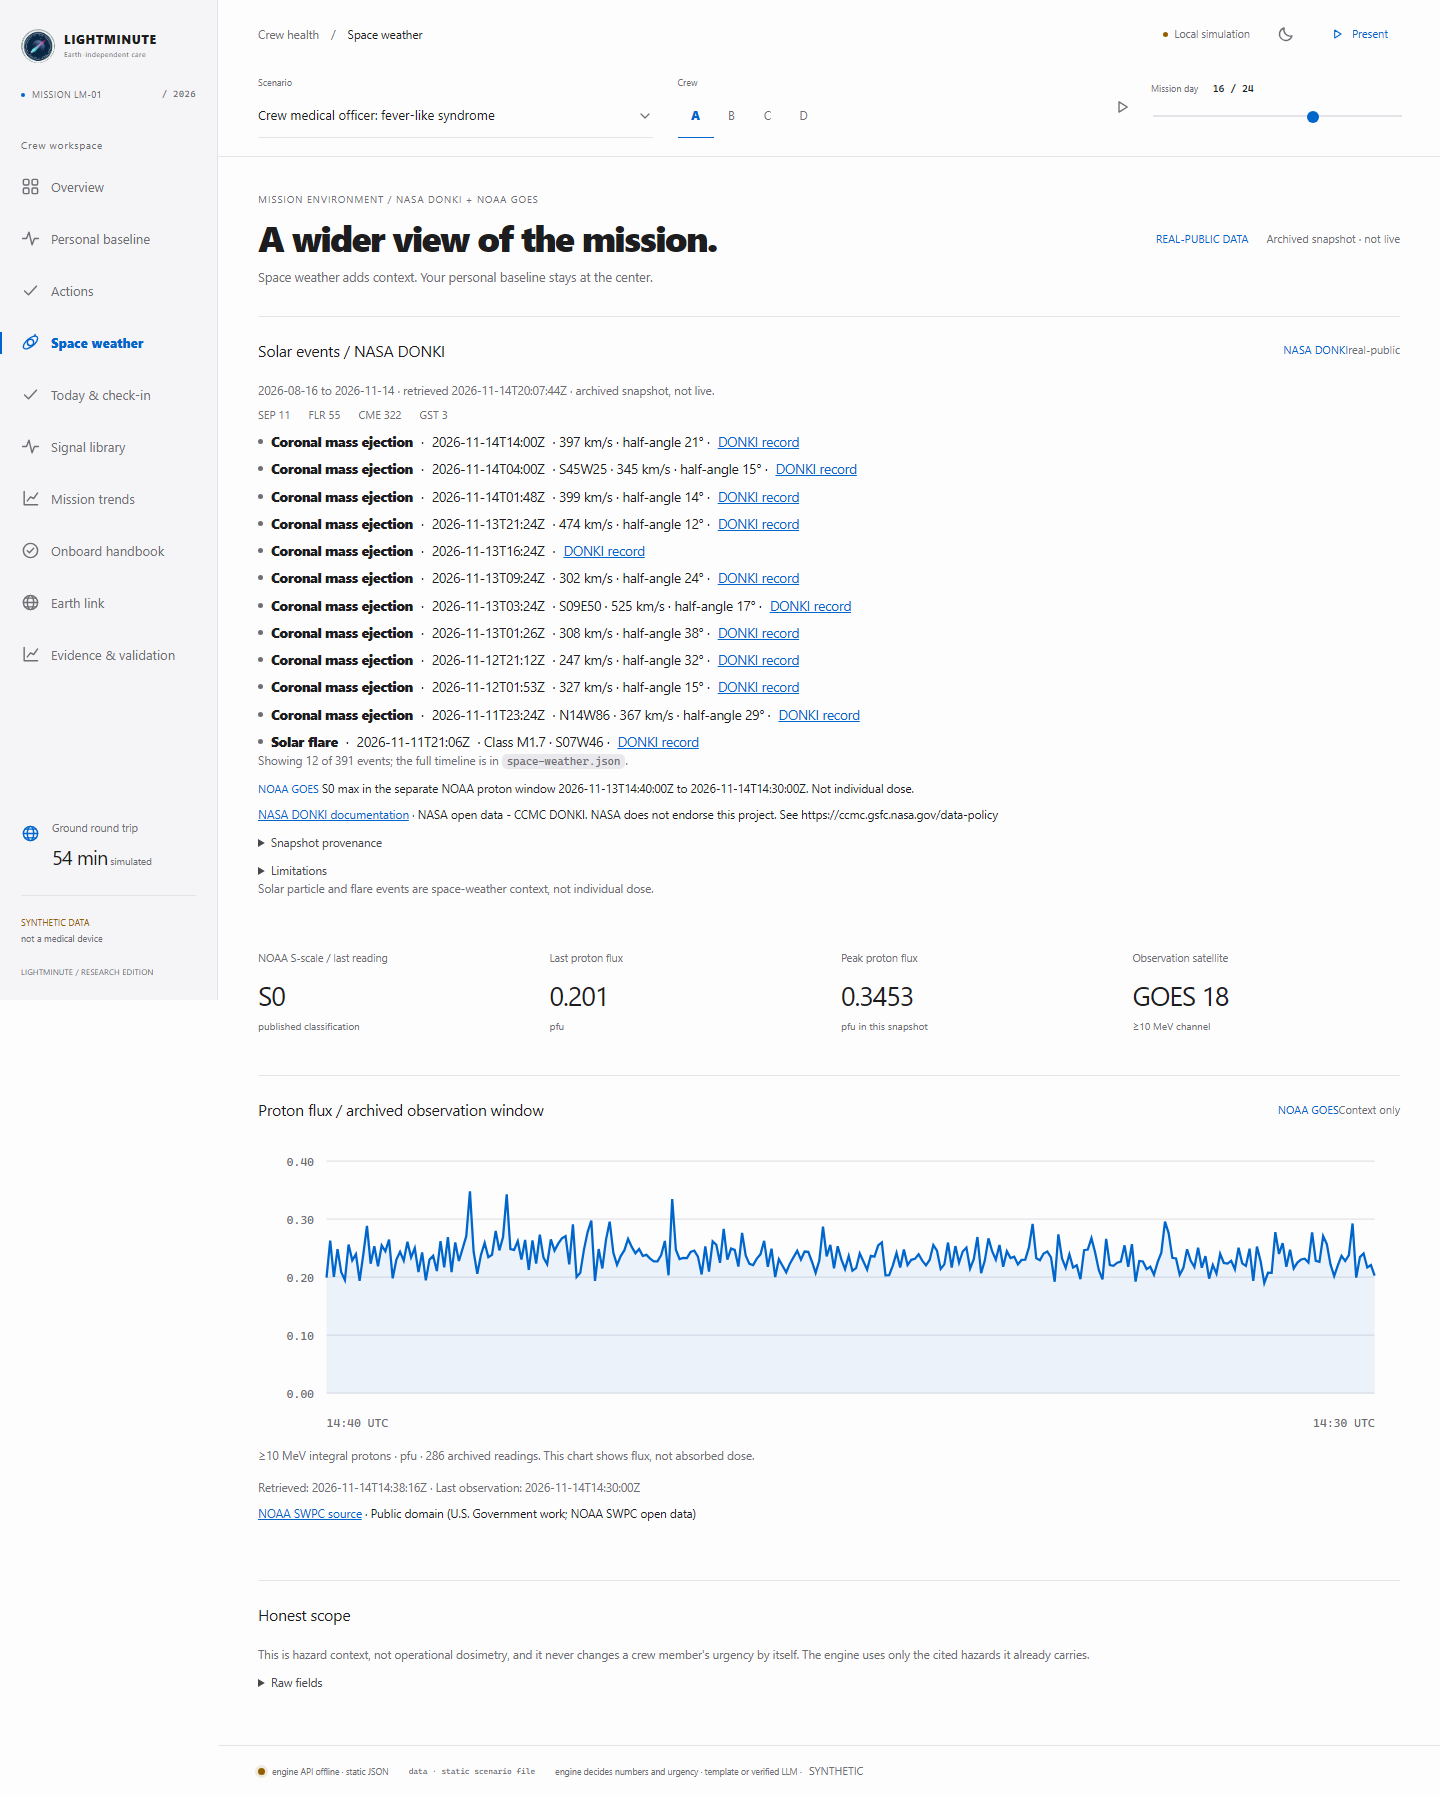 LIGHTMINUTE
Earth independent care
MISSION LM-01 / 2026
Crew workspace
Overview
Personal baseline
Actions
Space weather
Today & check-in
Signal library
Mission trends
Onboard handbook
Earth link
Evidence & validation
Ground round trip
54 min simulated
SYNTHETIC DATA
not a medical device
LIGHTMINUTE / RESEARCH EDITION
Crew health / Space weather
Local simulation
Present
Scenario
Crew medical officer: fever-like syndrome
Crew
A B C D
Mission day 16 / 24
MISSION ENVIRONMENT / NASA DONKI + NOAA GOES
A wider view of the mission.
Space weather adds context. Your personal baseline stays at the center.
REAL-PUBLIC DATA Archived snapshot · not live
Solar events / NASA DONKI
NASA DONKIreal-public
2026-08-16 to 2026-11-14 · retrieved 2026-11-14T20:07:44Z · archived snapshot, not live.
SEP 11 FLR 55 CME 322 GST 3
Coronal mass ejection · 2026-11-14T14:00Z · 397 km/s · half-angle 21° · DONKI record
Coronal mass ejection · 2026-11-14T04:00Z · S45W25 · 345 km/s · half-angle 15° · DONKI record
Coronal mass ejection · 2026-11-14T01:48Z · 399 km/s · half-angle 14° · DONKI record
Coronal mass ejection · 2026-11-13T21:24Z · 474 km/s · half-angle 12° · DONKI record
Coronal mass ejection · 2026-11-13T16:24Z · DONKI record
Coronal mass ejection · 2026-11-13T09:24Z · 302 km/s · half-angle 24° · DONKI record
Coronal mass ejection · 2026-11-13T03:24Z · S09E50 · 525 km/s · half-angle 17° · DONKI record
Coronal mass ejection · 2026-11-13T01:26Z · 308 km/s · half-angle 38° · DONKI record
Coronal mass ejection · 2026-11-12T21:12Z · 247 km/s · half-angle 32° · DONKI record
Coronal mass ejection · 2026-11-12T01:53Z · 327 km/s · half-angle 15° · DONKI record
Coronal mass ejection · 2026-11-11T23:24Z · N14W86 · 367 km/s · half-angle 29° · DONKI record
Solar flare · 2026-11-11T21:06Z · Class M1.7 · S07W46 · DONKI record
Showing 12 of 391 events; the full timeline is in space-weather.json.
NOAA GOES S0 max in the separate NOAA proton window 2026-11-13T14:40:00Z to 2026-11-14T14:30:00Z. Not individual dose.
NASA DONKI documentation · NASA open data - CCMC DONKI. NASA does not endorse this project. See https://ccmc.gsfc.nasa.gov/data-policy
Snapshot provenance
Limitations
Solar particle and flare events are space-weather context, not individual dose.
NOAA S-scale / last reading
S0
published classification
Last proton flux
0.201
pfu
Peak proton flux
0.3453
pfu in this snapshot
Observation satellite
GOES 18
≥10 MeV channel
Proton flux / archived observation window
NOAA GOESContext only
0.40
0.30
0.20
0.10
0.00
14:40 UTC 14:30 UTC
≥10 MeV integral protons · pfu · 286 archived readings. This chart shows flux, not absorbed dose.
Retrieved: 2026-11-14T14:38:16Z · Last observation: 2026-11-14T14:30:00Z
NOAA SWPC source · Public domain (U.S. Government work; NOAA SWPC open data)
Honest scope
This is hazard context, not operational dosimetry, and it never changes a crew member's urgency by itself. The engine uses only the cited hazards it already carries.
Raw fields
engine API offline · static JSON data · static scenario file engine decides numbers and urgency · template or verified LLM · SYNTHETIC